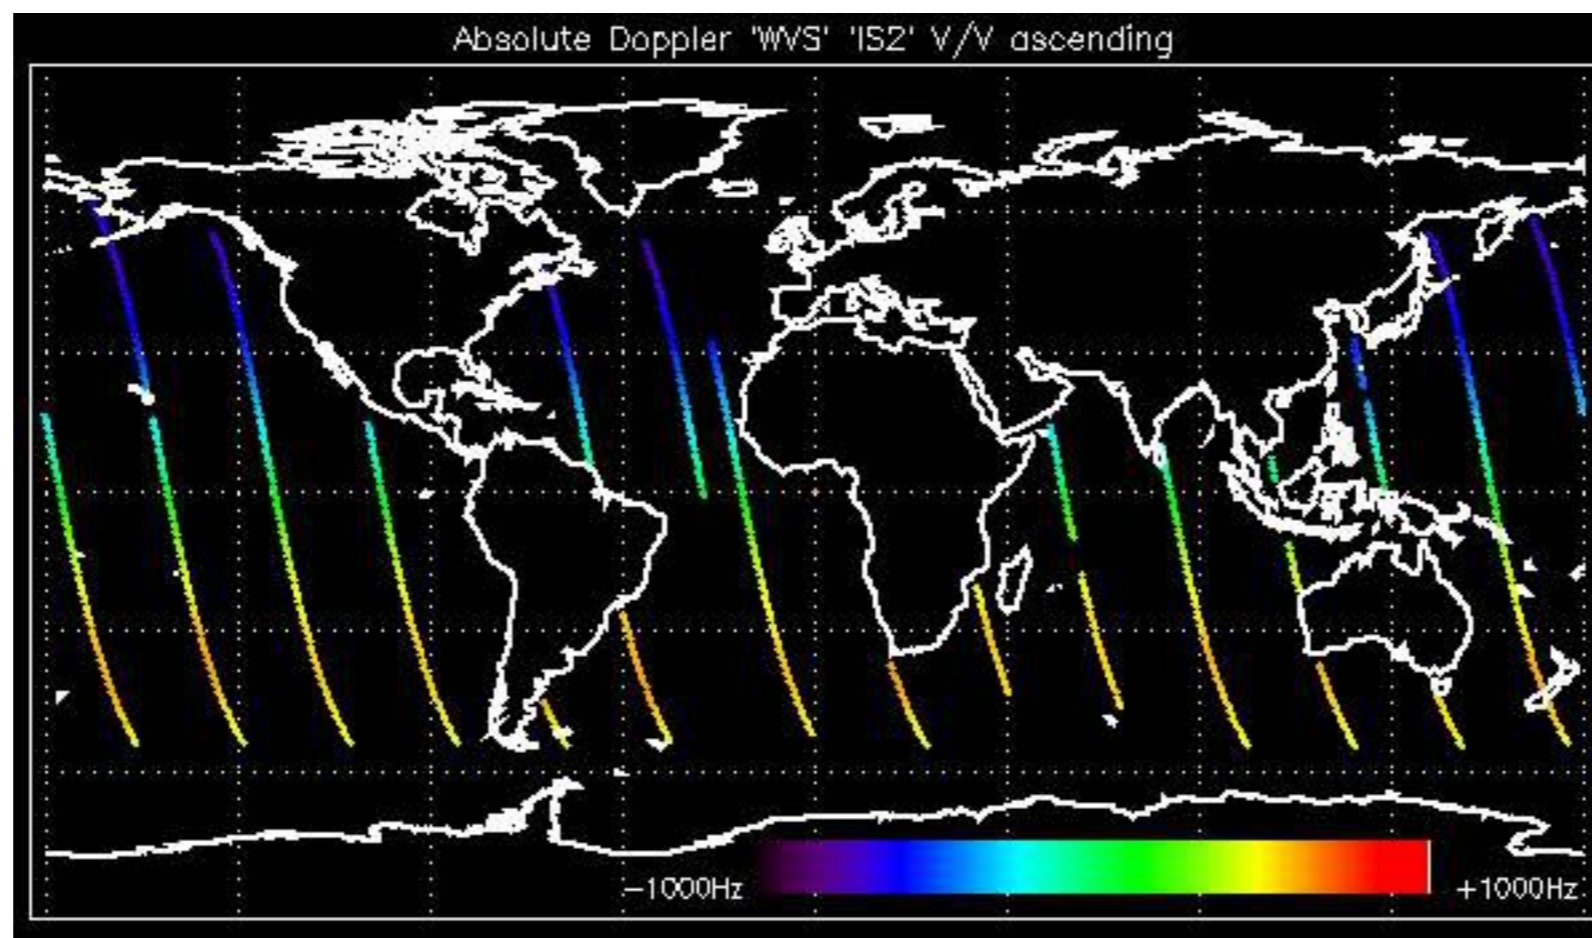 Absolute Doppler 'WVS' 'IS2' V/V ascending
-1000Hz
+1000Hz